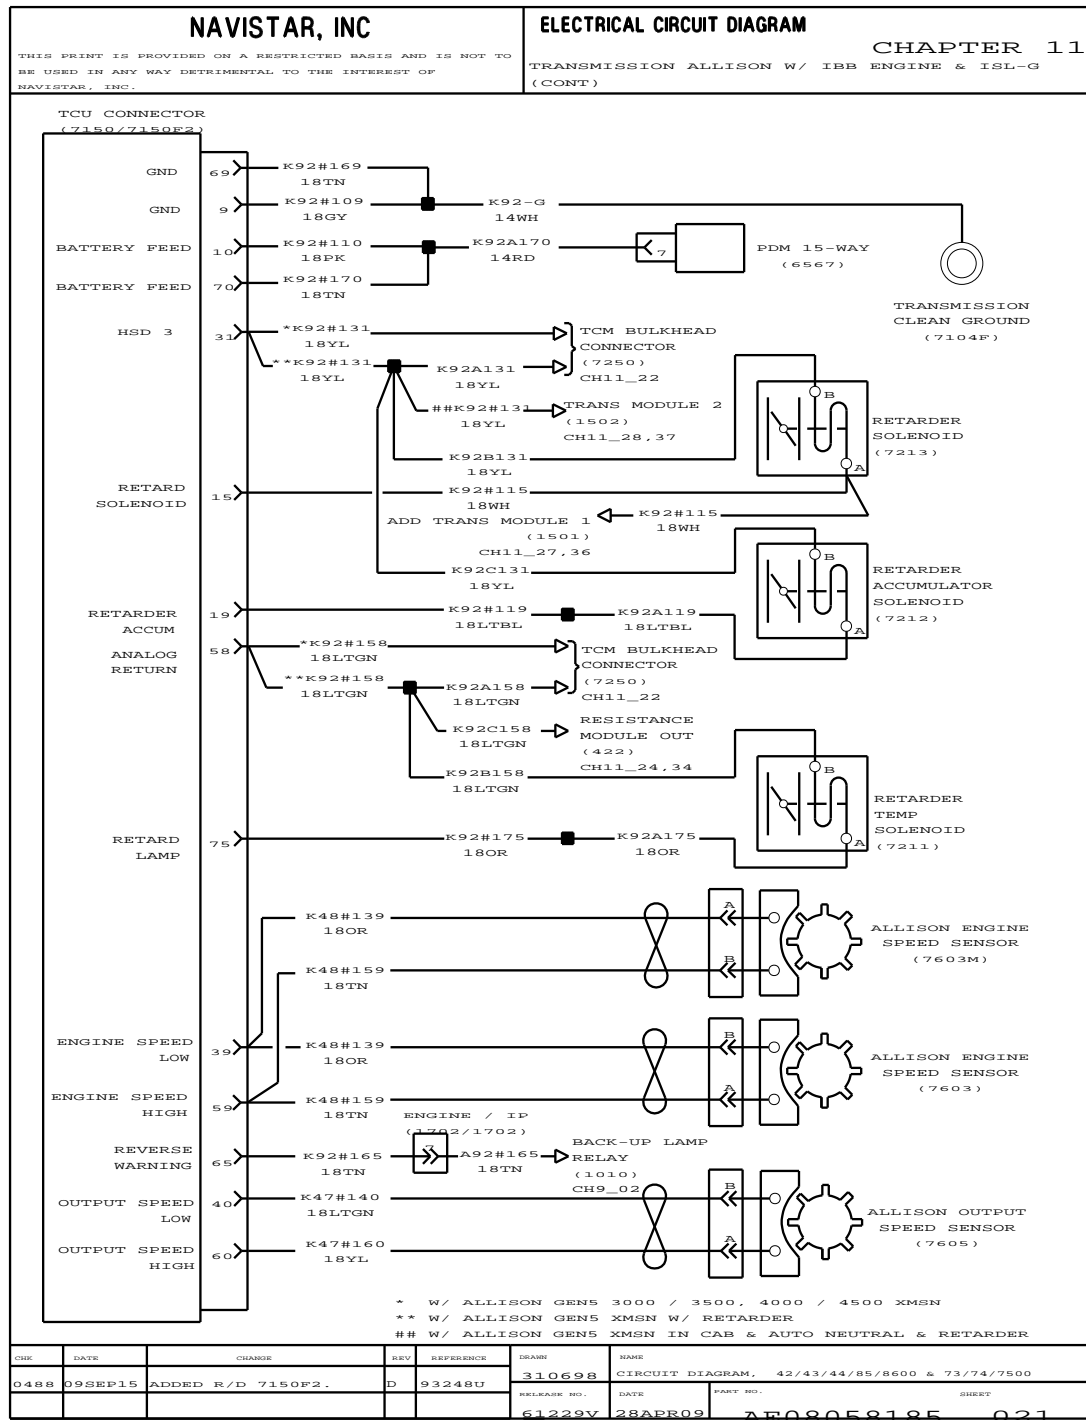 NAVISTAR, INC
THIS PRINT IS PROVIDED ON A RESTRICTED BASIS AND IS NOT TO
BE USED IN ANY WAY DETRIMENTAL TO THE INTEREST OF
NAVISTAR, INC.
ELECTRICAL CIRCUIT DIAGRAM
CHAPTER 11
TRANSMISSION ALLISON W/ IBB ENGINE & ISL-G
(CONT)
TCU CONNECTOR
(7150/7150F2)
GND 69 K92#169
18TN
GND 9 K92#109 K92-G
18GY 14WH
BATTERY FEED 10 K92#110 K92A170 7 PDM 15-WAY
18PK 14RD (6567)
BATTERY FEED 70 K92#170
18TN
TRANSMISSION
CLEAN GROUND
(7104F)
HSD 3 31 *K92#131
18YL
TCM BULKHEAD
CONNECTOR
(7250)
CH11_22
**K92#131 K92A131
18YL 18YL
##K92#131 TRANS MODULE 2
18YL (1502)
CH11_28,37
K92B131
18YL
B
RETARDER
SOLENOID
(7213)
A
RETARD
SOLENOID
15 K92#115
18WH
K92#115
18WH
ADD TRANS MODULE 1
(1501)
CH11_27,36
K92C131
18YL
B
RETARDER
ACCUMULATOR
SOLENOID
(7212)
A
RETARDER
ACCUM
19 K92#119 K92A119
18LTBL 18LTBL
ANALOG
RETURN
58 *K92#158
18LTGN
TCM BULKHEAD
CONNECTOR
(7250)
CH11_22
**K92#158 K92A158
18LTGN 18LTGN
K92C158
18LTGN
RESISTANCE
MODULE OUT
(422)
CH11_24,34
K92B158
18LTGN
B
RETARDER
TEMP
SOLENOID
(7211)
A
RETARD
LAMP
75 K92#175 K92A175
18OR 18OR
K48#139 A
18OR
K48#159 B
18TN
ALLISON ENGINE
SPEED SENSOR
(7603M)
ENGINE SPEED
LOW
39 K48#139 B
18OR
ALLISON ENGINE
SPEED SENSOR
(7603)
ENGINE SPEED
HIGH
59 K48#159 A
18TN
ENGINE / IP
(1702/1702)
REVERSE
WARNING
65 K92#165 7 A92#165
18TN 18TN
BACK-UP LAMP
RELAY
(1010)
CH9_02
OUTPUT SPEED
LOW
40 K47#140 B
18LTGN
ALLISON OUTPUT
SPEED SENSOR
(7605)
OUTPUT SPEED
HIGH
60 K47#160 A
18YL
* W/ ALLISON GEN5 3000 / 3500, 4000 / 4500 XMSN
** W/ ALLISON GEN5 XMSN W/ RETARDER
## W/ ALLISON GEN5 XMSN IN CAB & AUTO NEUTRAL & RETARDER
CHK DATE CHANGE REV REFERENCE DRAWN NAME
0488 09SEP15 ADDED R/D 7150F2. D 93248U 310698 CIRCUIT DIAGRAM, 42/43/44/85/8600 & 73/74/7500
RELEASE NO. DATE PART NO. SHEET
61229V 28APR09 AE08058185 021